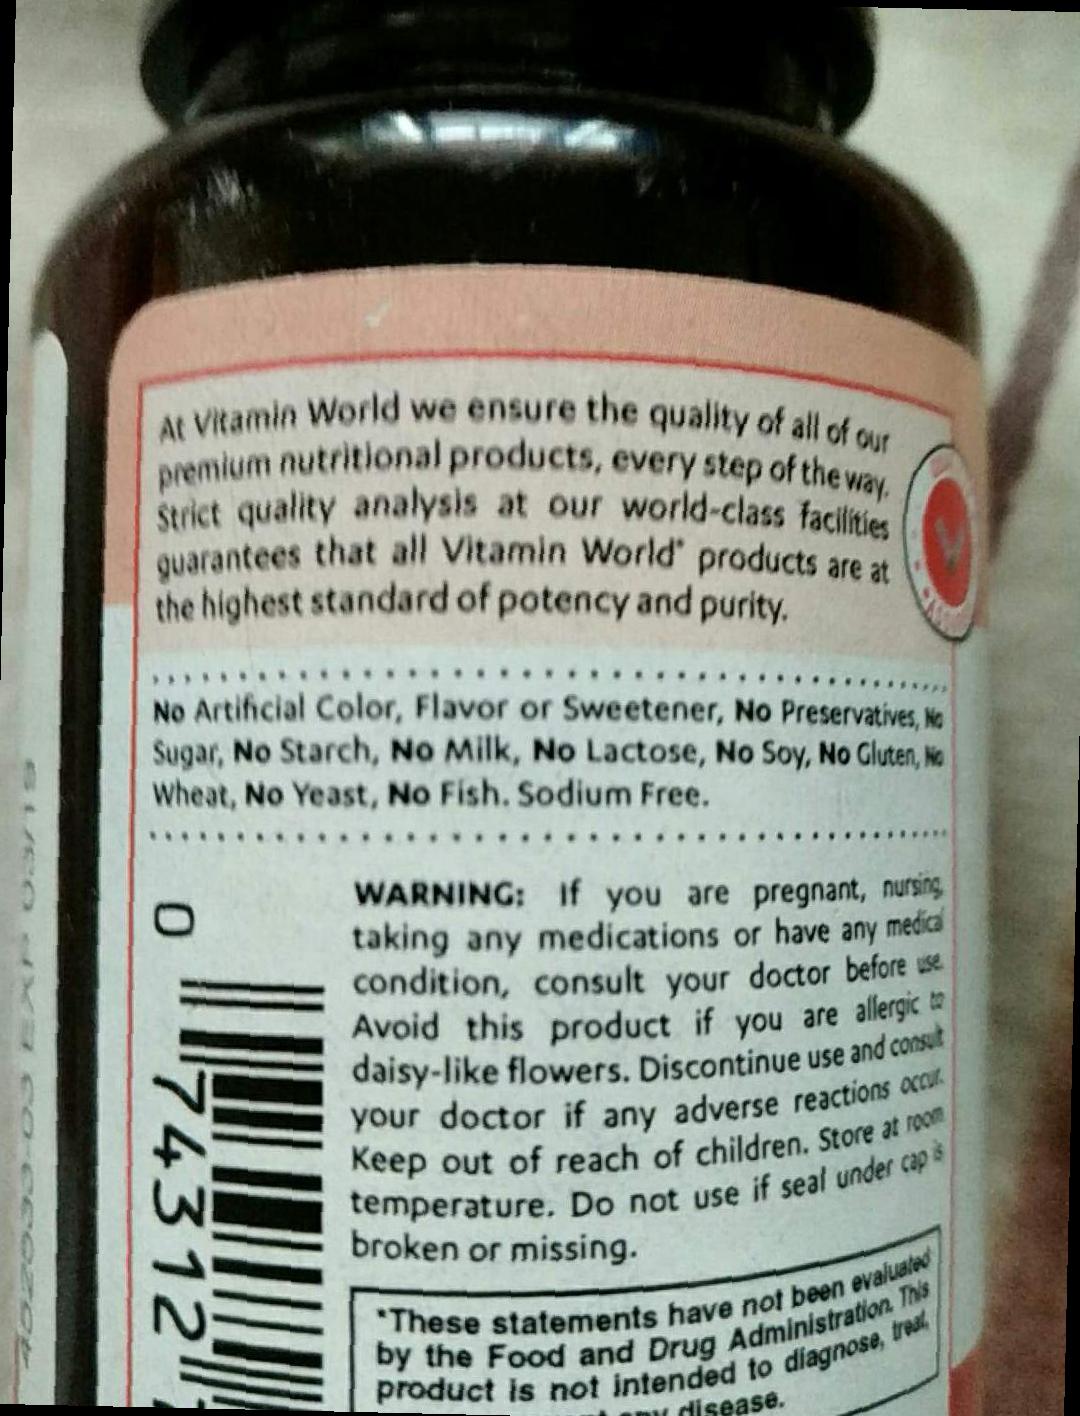 At Vitamin World we ensure the quality of all of our
premium nutritional products, every step of the way.
Strict quality analysis at our world-class facilities
guarantees that all Vitamin World® products are at
the highest standard of potency and purity.
No Artificial Color, Flavor or Sweetener, No Preservatives, No
Sugar, No Starch, No Milk, No Lactose, No Soy, No Gluten, No
Wheat, No Yeast, No Fish. Sodium Free.
WARNING: If you are pregnant, nursing,
taking any medications or have any medical
condition, consult your doctor before use.
Avoid this product if you are allergic to
daisy-like flowers. Discontinue use and consult
your doctor if any adverse reactions occur.
Keep out of reach of children. Store at room
temperature. Do not use if seal under cap is
broken or missing.
*These statements have not been evaluated
by the Food and Drug Administration. This
product is not intended to diagnose, treat,
any disease.
0 74312
EXP 03/19